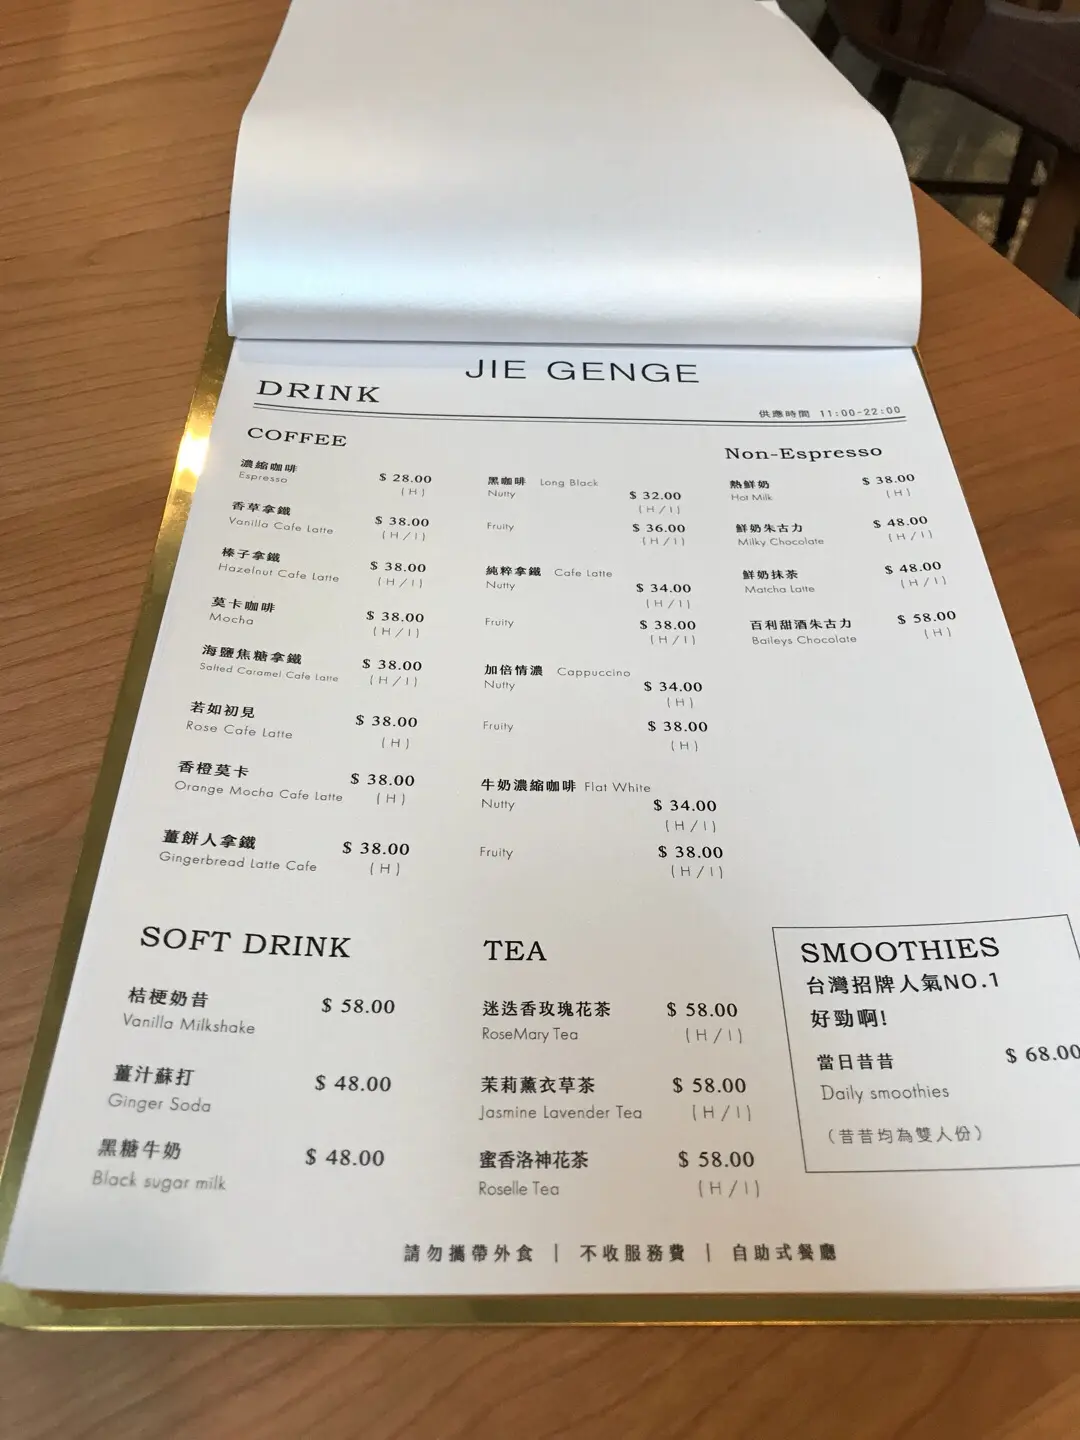 JIE GENGE
DRINK
供應時間 11:00-22:00
COFFEE
濃縮咖啡
Espresso
$ 28.00
(H)
香草拿鐵
Vanilla Cafe Latte
$ 38.00
(H/I)
榛子拿鐵
Hazelnut Cafe Latte
$ 38.00
(H/I)
莫卡咖啡
Mocha
$ 38.00
(H/I)
海鹽焦糖拿鐵
Salted Caramel Cafe Latte
$ 38.00
(H/I)
若如初見
Rose Cafe Latte
$ 38.00
(H)
香橙莫卡
Orange Mocha Cafe Latte
$ 38.00
(H)
薑餅人拿鐵
Gingerbread Latte Cafe
$ 38.00
(H)
黑咖啡 Long Black
Nutty
$ 32.00
(H/I)
Fruity
$ 36.00
(H/I)
純粹拿鐵 Cafe Latte
Nutty
$ 34.00
(H/I)
Fruity
$ 38.00
(H/I)
加倍情濃 Cappuccino
Nutty
$ 34.00
(H)
Fruity
$ 38.00
(H)
牛奶濃縮咖啡 Flat White
Nutty
$ 34.00
(H/I)
Fruity
$ 38.00
(H/I)
Non-Espresso
熱鮮奶
Hot Milk
$ 38.00
(H)
鮮奶朱古力
Milky Chocolate
$ 48.00
(H/I)
鮮奶抹茶
Matcha Latte
$ 48.00
(H/I)
百利甜酒朱古力
Baileys Chocolate
$ 58.00
(H)
SOFT DRINK
桔梗奶昔
Vanilla Milkshake
$ 58.00
薑汁蘇打
Ginger Soda
$ 48.00
黑糖牛奶
Black sugar milk
$ 48.00
TEA
迷迭香玫瑰花茶
RoseMary Tea
$ 58.00
(H/I)
茉莉薰衣草茶
Jasmine Lavender Tea
$ 58.00
(H/I)
蜜香洛神花茶
Roselle Tea
$ 58.00
(H/I)
SMOOTHIES
台灣招牌人氣NO.1
好勁啊!
當日昔昔
Daily smoothies
$ 68.00
(昔昔均為雙人份)
請勿攜帶外食 | 不收服務費 | 自助式餐廳